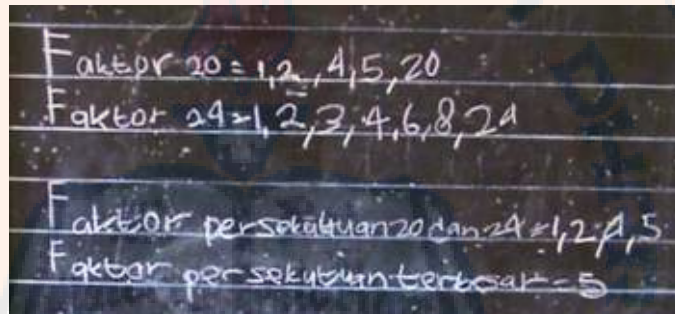 Faktor 20 = 1,2,4,5,20
Faktor 24 = 1,2,3,4,6,8,24
Faktor persekutuan 20 dan 24 = 1,2,4,5
Faktor persekutuan terbesar = 5